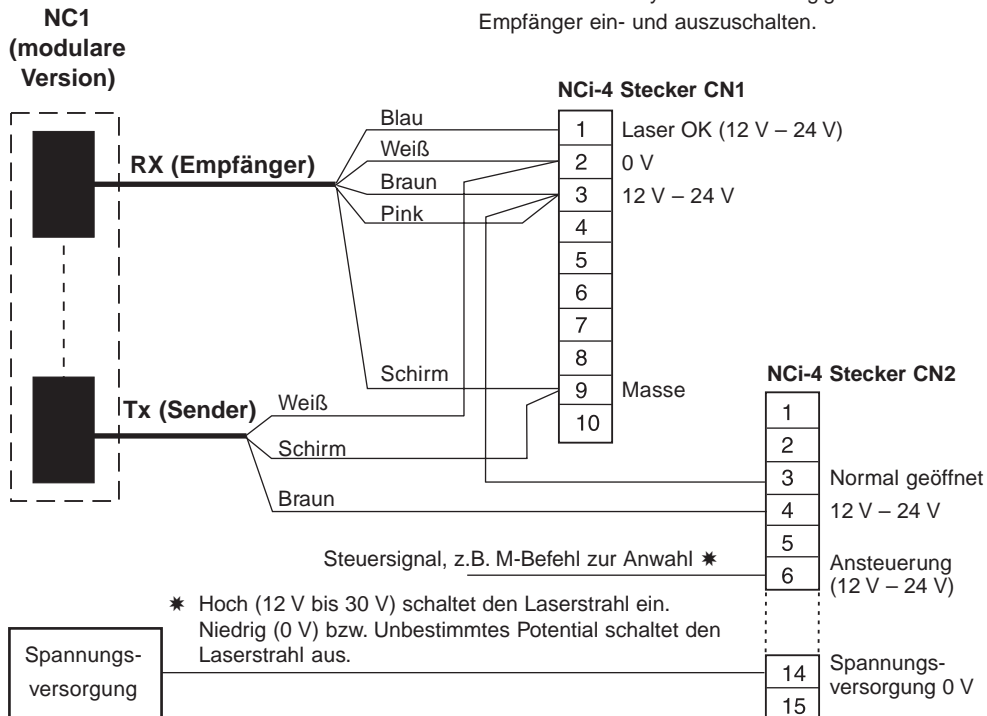 Empfänger ein- und auszuschalten.
NC1
(modulare
Version)
NCi-4 Stecker CN1
Blau
1 Laser OK (12 V – 24 V)
Weiß
2 0 V
RX (Empfänger)
Braun
3 12 V – 24 V
Pink
4
5
6
7
8
Schirm
9 Masse
10
NCi-4 Stecker CN2
Tx (Sender)
Weiß
1
Schirm
2
3 Normal geöffnet
Braun
4 12 V – 24 V
5
Steuersignal, z.B. M-Befehl zur Anwahl ✷
6 Ansteuerung
(12 V – 24 V)
✷ Hoch (12 V bis 30 V) schaltet den Laserstrahl ein.
Niedrig (0 V) bzw. Unbestimmtes Potential schaltet den
Laserstrahl aus.
Spannungs-
versorgung
14 Spannungs-
versorgung 0 V
15